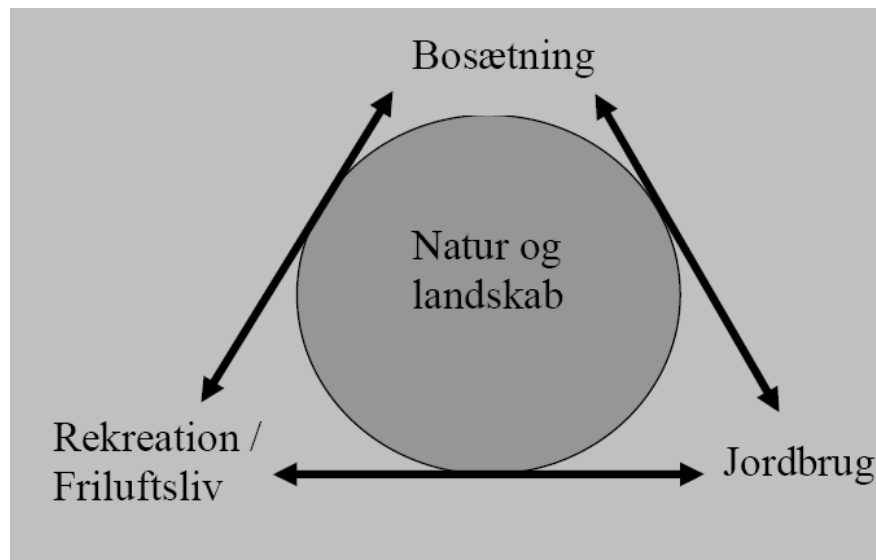 Bosætning
Natur og
landskab
Rekreation /
Friluftsliv
Jordbrug